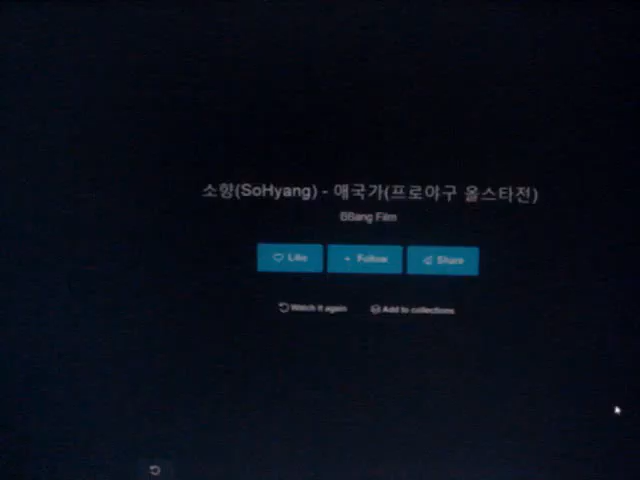 소향(SoHyang) - 애국가(프로야구 올스타전)
BBang Film
Like
+ Follow
Share
Watch it again
Add to collections